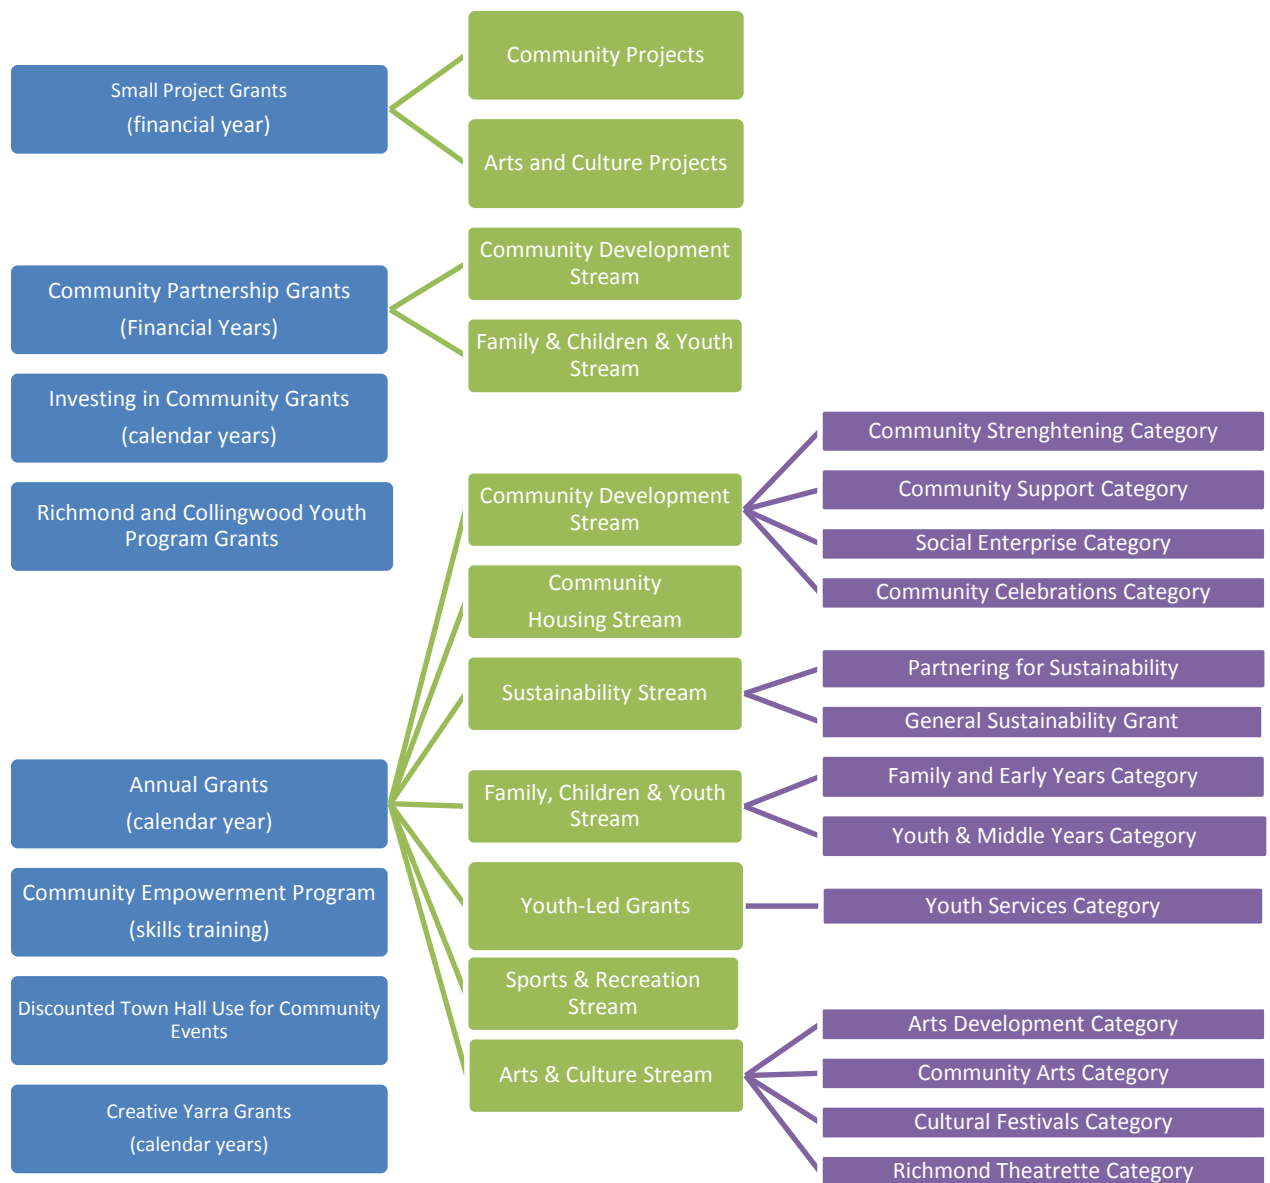 Small Project Grants
(financial year)
Community Projects
Arts and Culture Projects
Community Partnership Grants
(Financial Years)
Community Development
Stream
Family & Children & Youth
Stream
Investing in Community Grants
(calendar years)
Richmond and Collingwood Youth
Program Grants
Annual Grants
(calendar year)
Community Development
Stream
Community Strenghtening Category
Community Support Category
Social Enterprise Category
Community Celebrations Category
Community
Housing Stream
Sustainability Stream
Partnering for Sustainability
General Sustainability Grant
Family, Children & Youth
Stream
Family and Early Years Category
Youth & Middle Years Category
Youth-Led Grants
Youth Services Category
Sports & Recreation
Stream
Arts & Culture Stream
Arts Development Category
Community Arts Category
Cultural Festivals Category
Richmond Theatrette Category
Community Empowerment Program
(skills training)
Discounted Town Hall Use for Community
Events
Creative Yarra Grants
(calendar years)